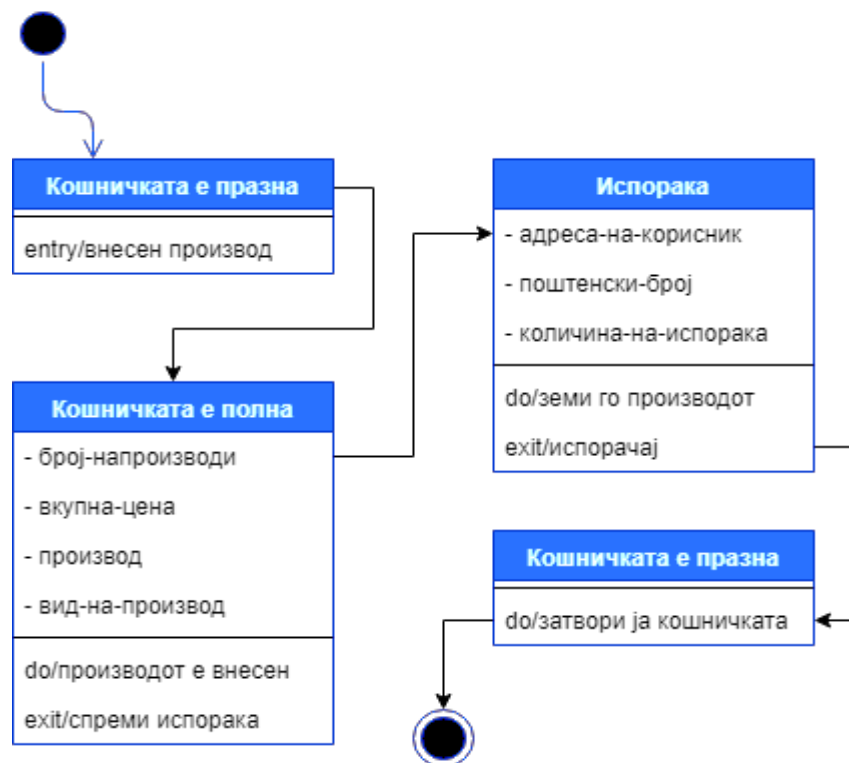 Кошничката е празна
entry/внесен производ
Кошничката е полна
- број-напроизводи
- вкупна-цена
- производ
- вид-на-производ
do/производот е внесен
exit/спреми испорака
Испорака
- адреса-на-корисник
- поштенски-број
- количина-на-испорака
do/земи го производот
exit/испорачај
Кошничката е празна
do/затвори ја кошничката